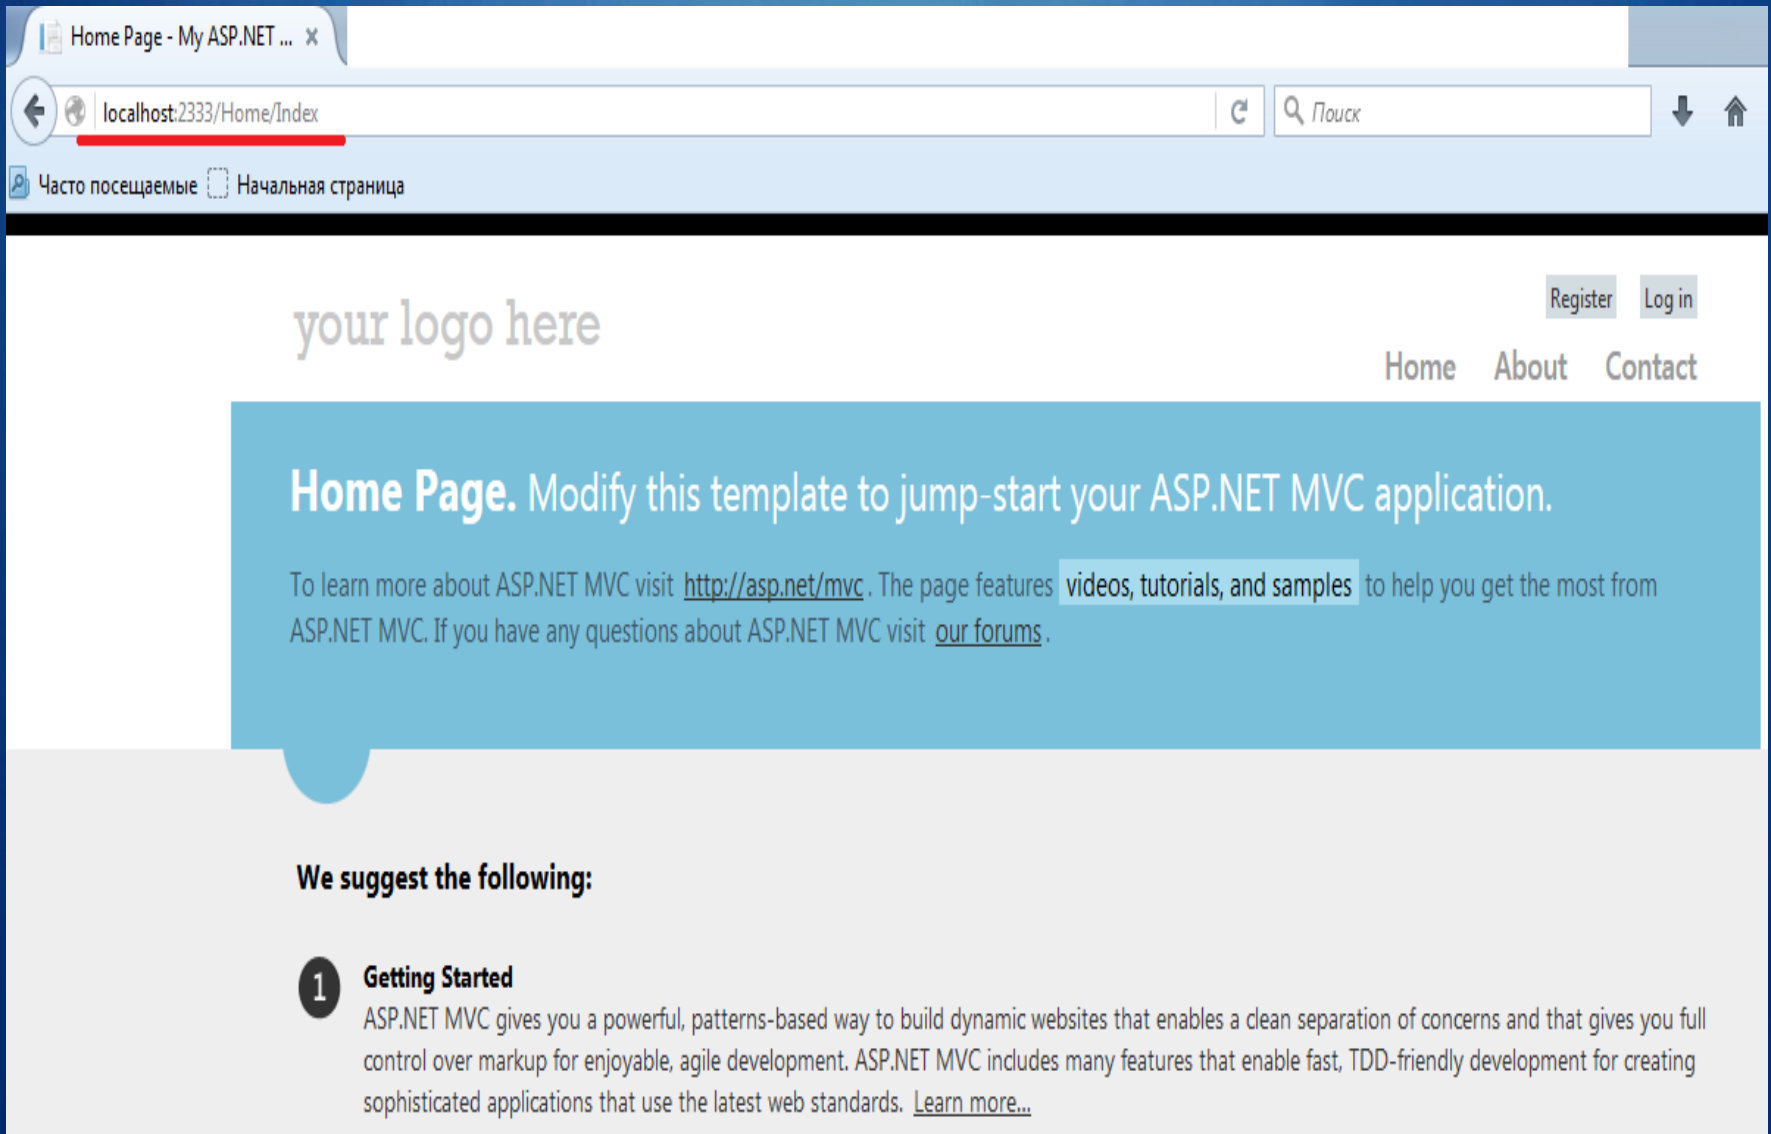 Home Page - My ASP.NET ...
localhost:2333/Home/Index
Поиск
Часто посещаемые Начальная страница
your logo here
Register Log in
Home About Contact
Home Page. Modify this template to jump-start your ASP.NET MVC application.
To learn more about ASP.NET MVC visit http://asp.net/mvc. The page features videos, tutorials, and samples to help you get the most from
ASP.NET MVC. If you have any questions about ASP.NET MVC visit our forums.
We suggest the following:
1 Getting Started
ASP.NET MVC gives you a powerful, patterns-based way to build dynamic websites that enables a clean separation of concerns and that gives you full
control over markup for enjoyable, agile development. ASP.NET MVC includes many features that enable fast, TDD-friendly development for creating
sophisticated applications that use the latest web standards. Learn more...